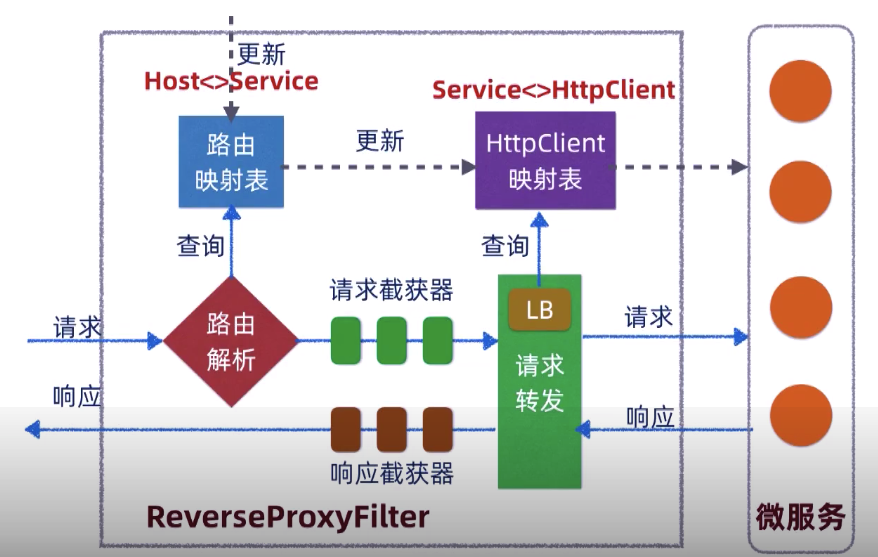 更新
Host<>Service
Service<>HttpClient
路由
映射表
更新
HttpClient
映射表
查询
查询
请求截获器
请求
路由
解析
LB
请求
转发
请求
响应
响应
响应截获器
ReverseProxyFilter
微服务